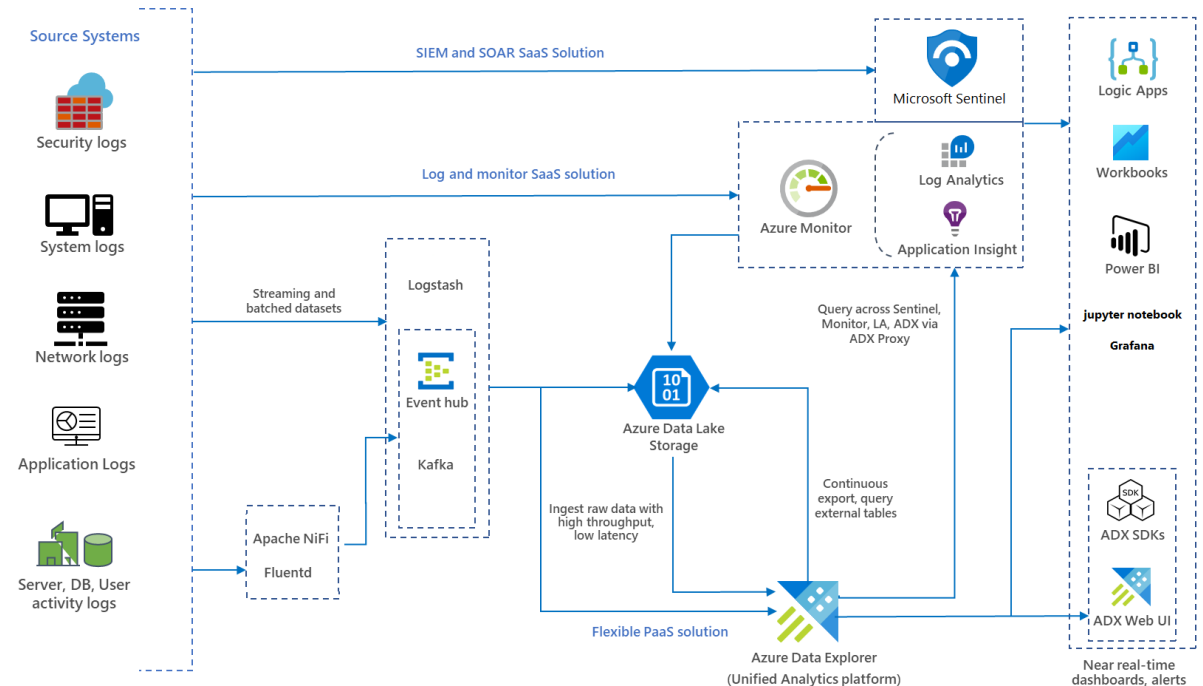 Source Systems
Security logs
System logs
Network logs
Application Logs
Server, DB, User
activity logs
SIEM and SOAR SaaS Solution
Log and monitor SaaS solution
Streaming and
batched datasets
Apache NiFi
Fluentd
Logstash
Event hub
Kafka
Microsoft Sentinel
Azure Monitor
Log Analytics
Application Insight
10
01
Azure Data Lake
Storage
Query across Sentinel,
Monitor, LA, ADX via
ADX Proxy
Ingest raw data with
high throughput,
low latency
Continuous
export, query
external tables
Flexible PaaS solution
Azure Data Explorer
(Unified Analytics platform)
Logic Apps
Workbooks
Power BI
jupyter notebook
Grafana
SDK
ADX SDKs
ADX Web UI
Near real-time
dashboards, alerts